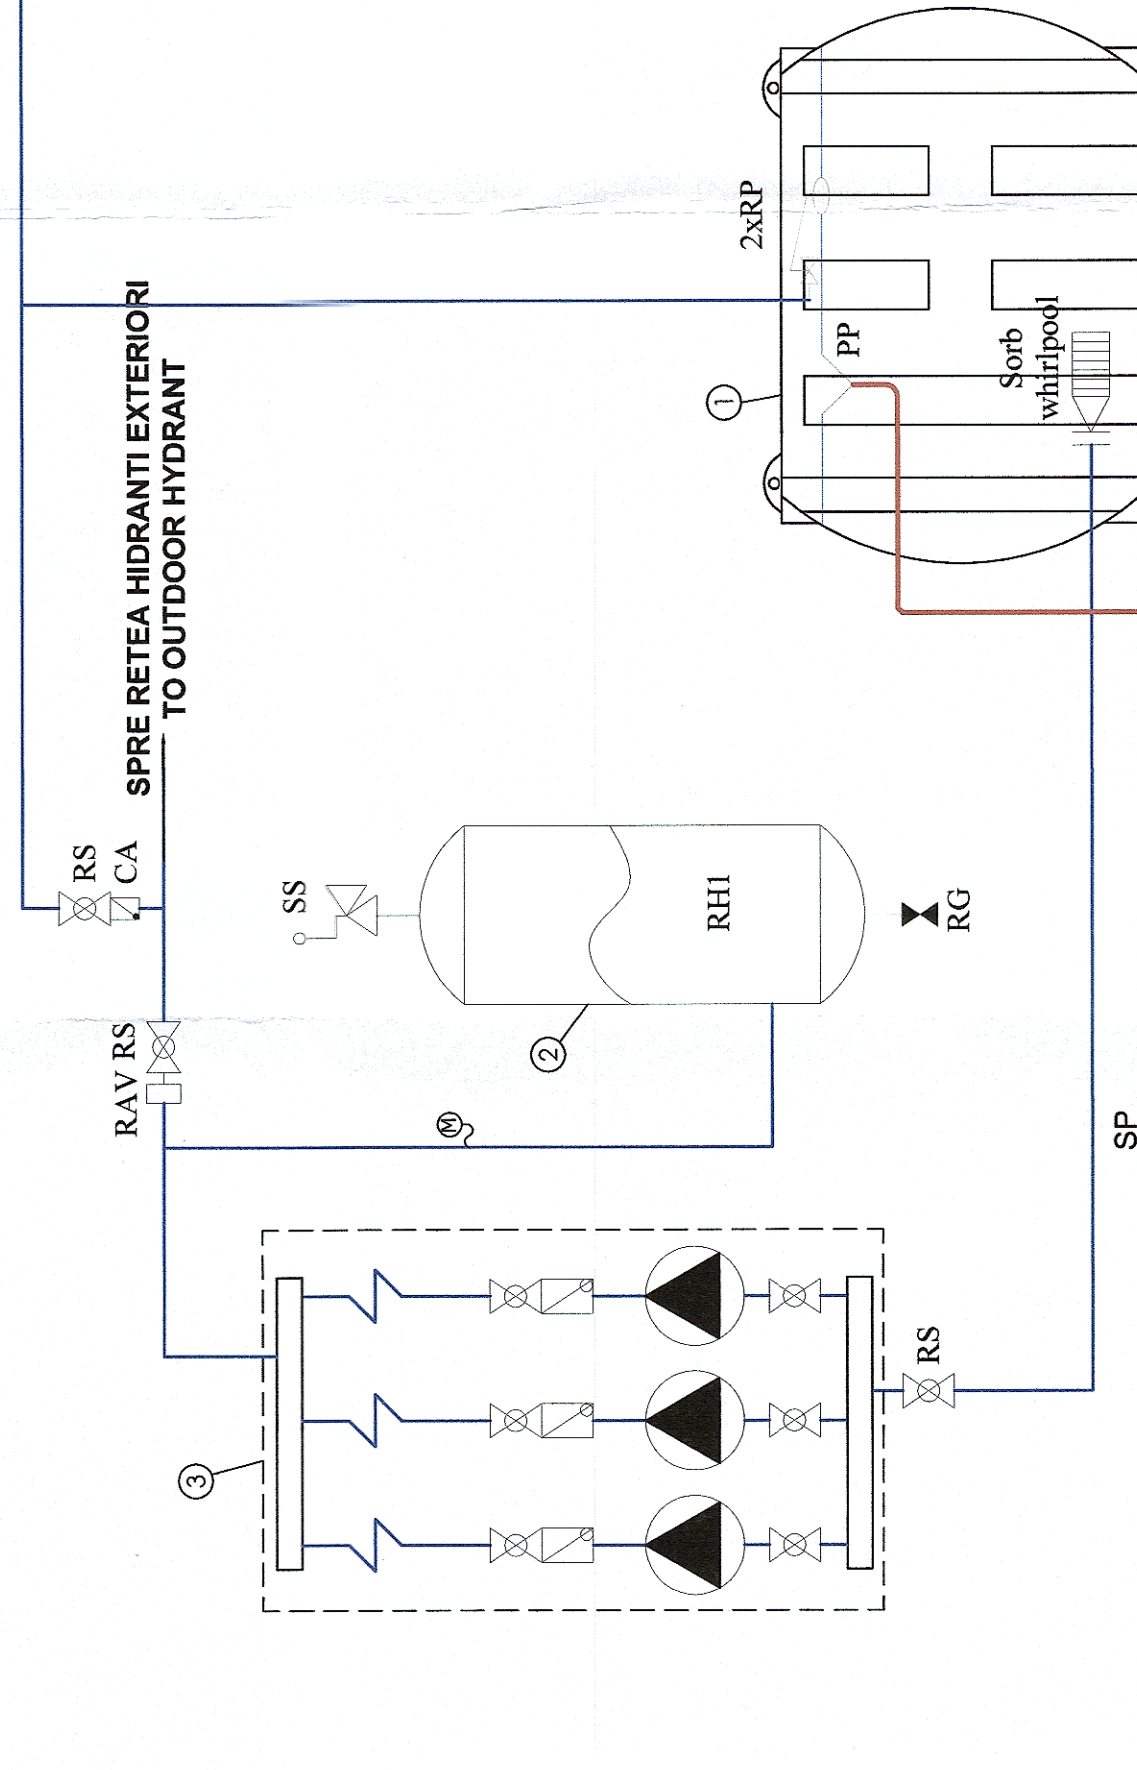 SPRE RETEA HIDRANTI EXTERIORI
TO OUTDOOR HYDRANT
2xRP
PP
1
Sorb
whirlpool
RS
CA
RAV RS
SS
RH1
RG
2
M
SP
3
RS